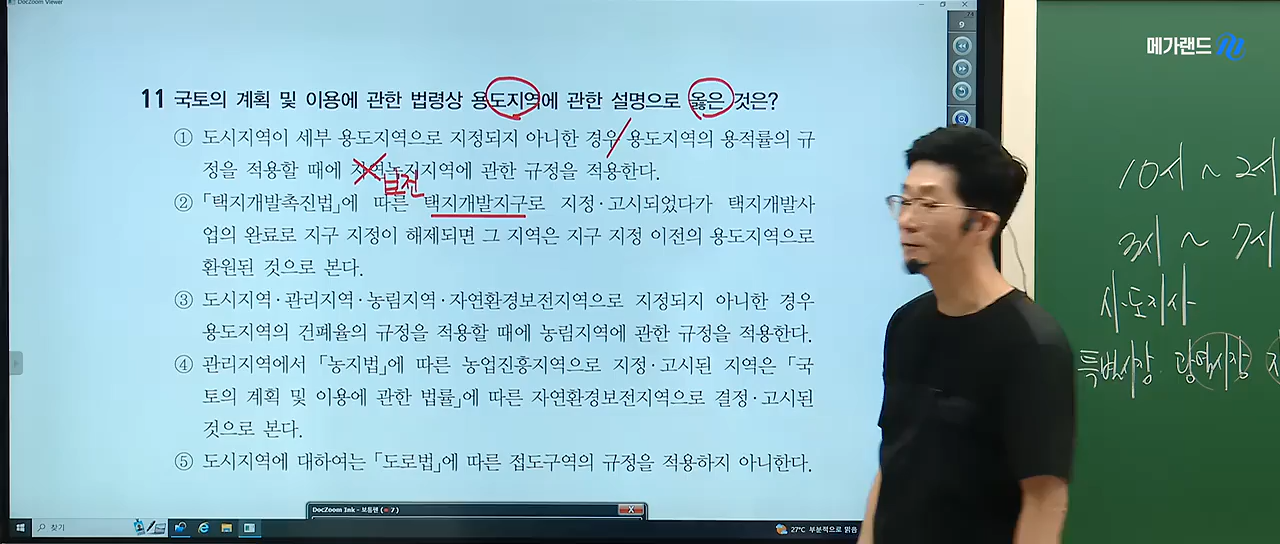 DocZoom Viewer
메가랜드
9
11 국토의 계획 및 이용에 관한 법령상 용도지역에 관한 설명으로 옳은 것은?
① 도시지역이 세부 용도지역으로 지정되지 아니한 경우 용도지역의 용적률의 규
정을 적용할 때에 자연녹지지역에 관한 규정을 적용한다.
보전
② 「택지개발촉진법」에 따른 택지개발지구로 지정·고시되었다가 택지개발사
업의 완료로 지구 지정이 해제되면 그 지역은 지구 지정 이전의 용도지역으로
환원된 것으로 본다.
③ 도시지역·관리지역·농림지역·자연환경보전지역으로 지정되지 아니한 경우
용도지역의 건폐율의 규정을 적용할 때에 농림지역에 관한 규정을 적용한다.
④ 관리지역에서 「농지법」에 따른 농업진흥지역으로 지정·고시된 지역은 「국
토의 계획 및 이용에 관한 법률」에 따른 자연환경보전지역으로 결정·고시된
것으로 본다.
⑤ 도시지역에 대하여는 「도로법」에 따른 접도구역의 규정을 적용하지 아니한다.
10시 ~ 2시
3시 ~ 7시
시·도지사
특별시장 광역시장
DocZoom Ink - 보통펜 (= 7)
찾기
27°C 부분적으로 맑음